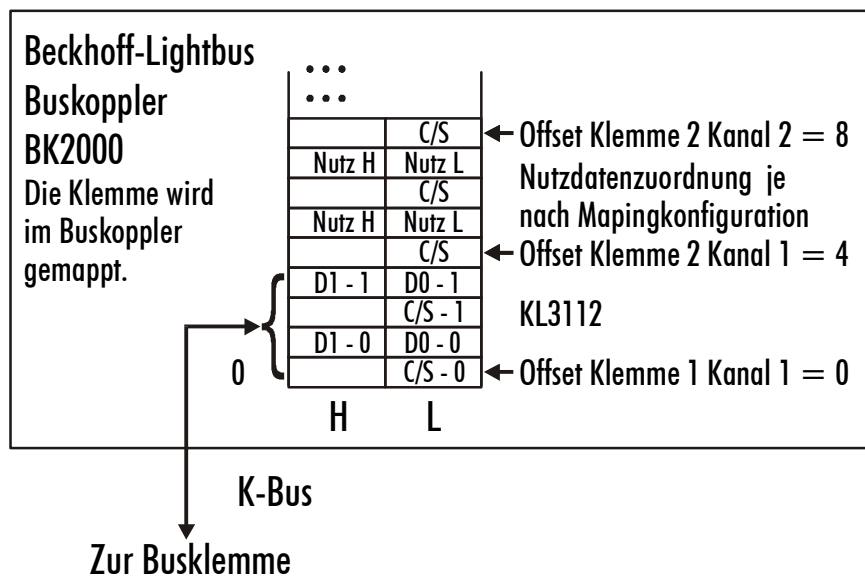 Beckhoff-Lightbus
Buskoppler
BK2000
Die Klemme wird
im Buskoppler
gemappt.
•••
•••
C/S
Offset Klemme 2 Kanal 2 = 8
Nutz H Nutz L
Nutzdatenzuordnung je
C/S
nach Mapingkonfiguration
Nutz H Nutz L
C/S
Offset Klemme 2 Kanal 1 = 4
D1 - 1 D0 - 1
C/S - 1
KL3112
D1 - 0 D0 - 0
0
C/S - 0
Offset Klemme 1 Kanal 1 = 0
H L
K-Bus
Zur Busklemme